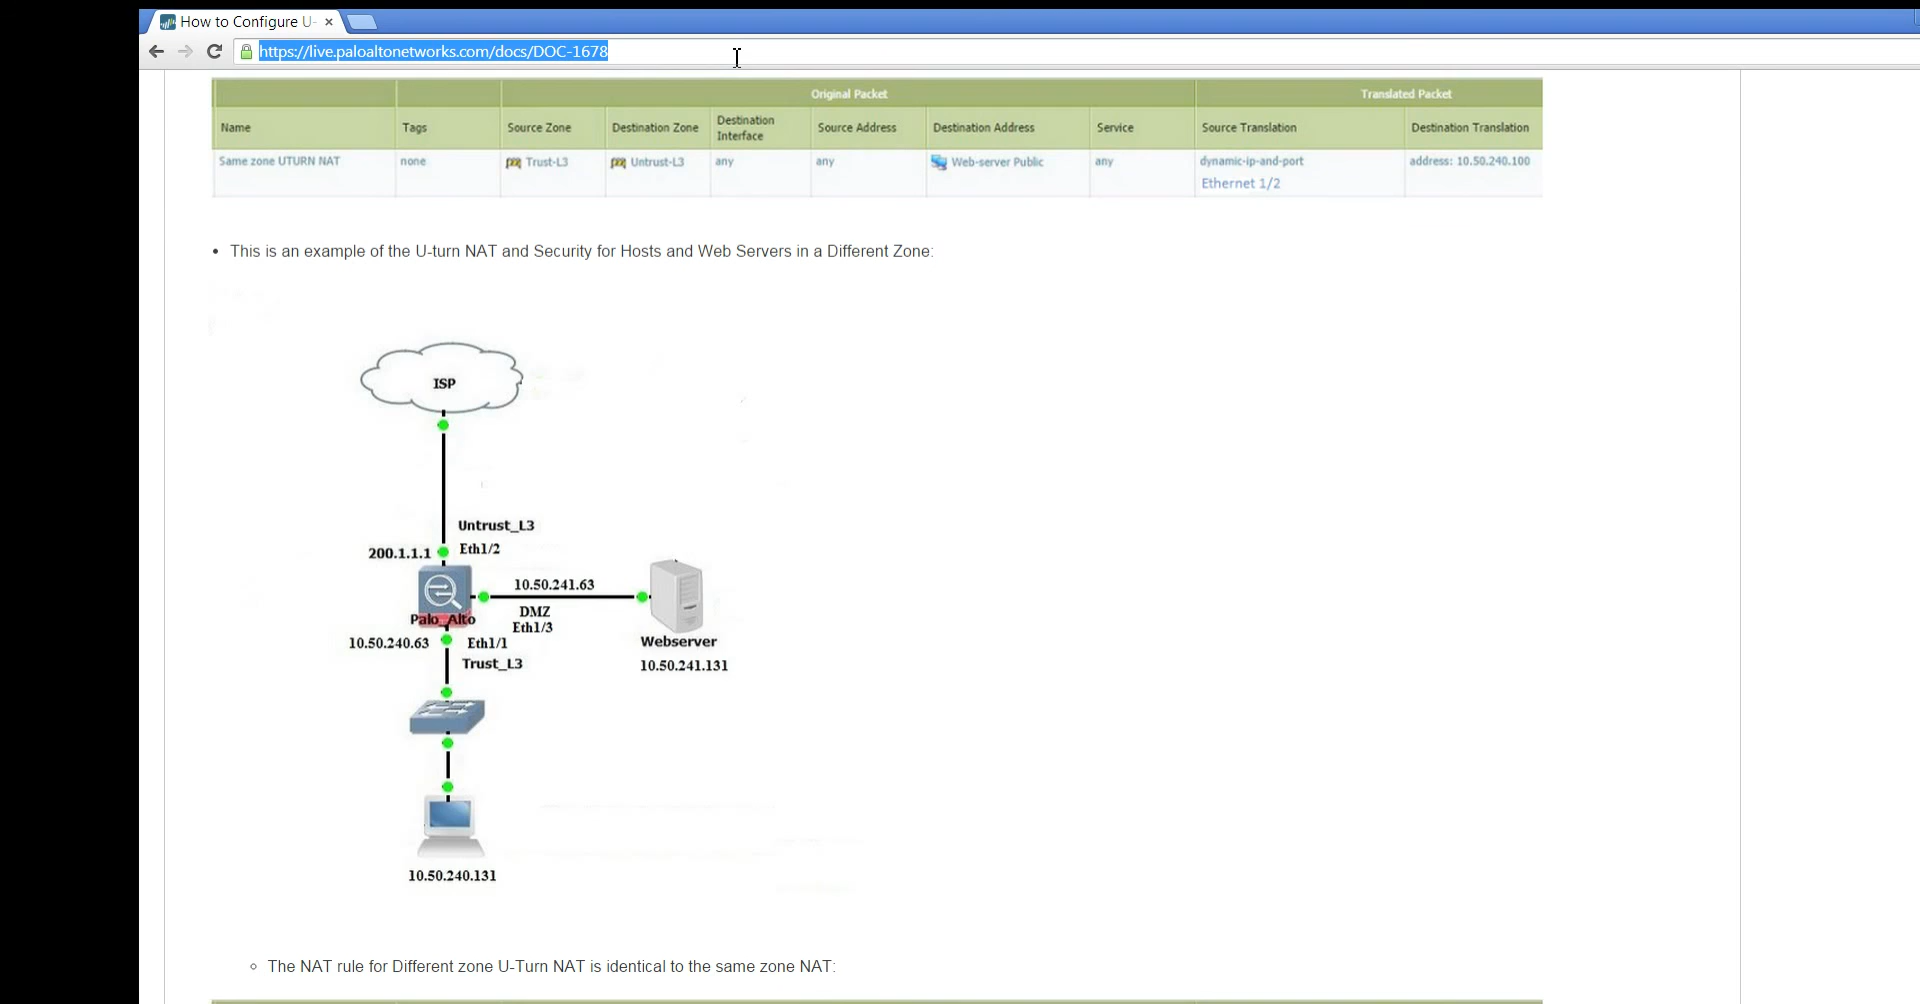 How to Configure U-
https://live.paloaltonetworks.com/docs/DOC-1678
Original Packet Translated Packet
Name Tags Source Zone Destination Zone Destination Interface Source Address Destination Address Service Source Translation Destination Translation
Same zone UTURN NAT none Trust-L3 Untrust-L3 any any Web-server Public any dynamic-ip-and-port address: 10.50.240.100
Ethernet 1/2
• This is an example of the U-turn NAT and Security for Hosts and Web Servers in a Different Zone:
ISP
Untrust_L3
200.1.1.1 Eth1/2
10.50.241.63
DMZ
Palo_Alto
Eth1/3
10.50.240.63 Eth1/1
Webserver
Trust_L3
10.50.241.131
10.50.240.131
The NAT rule for Different zone U-Turn NAT is identical to the same zone NAT: